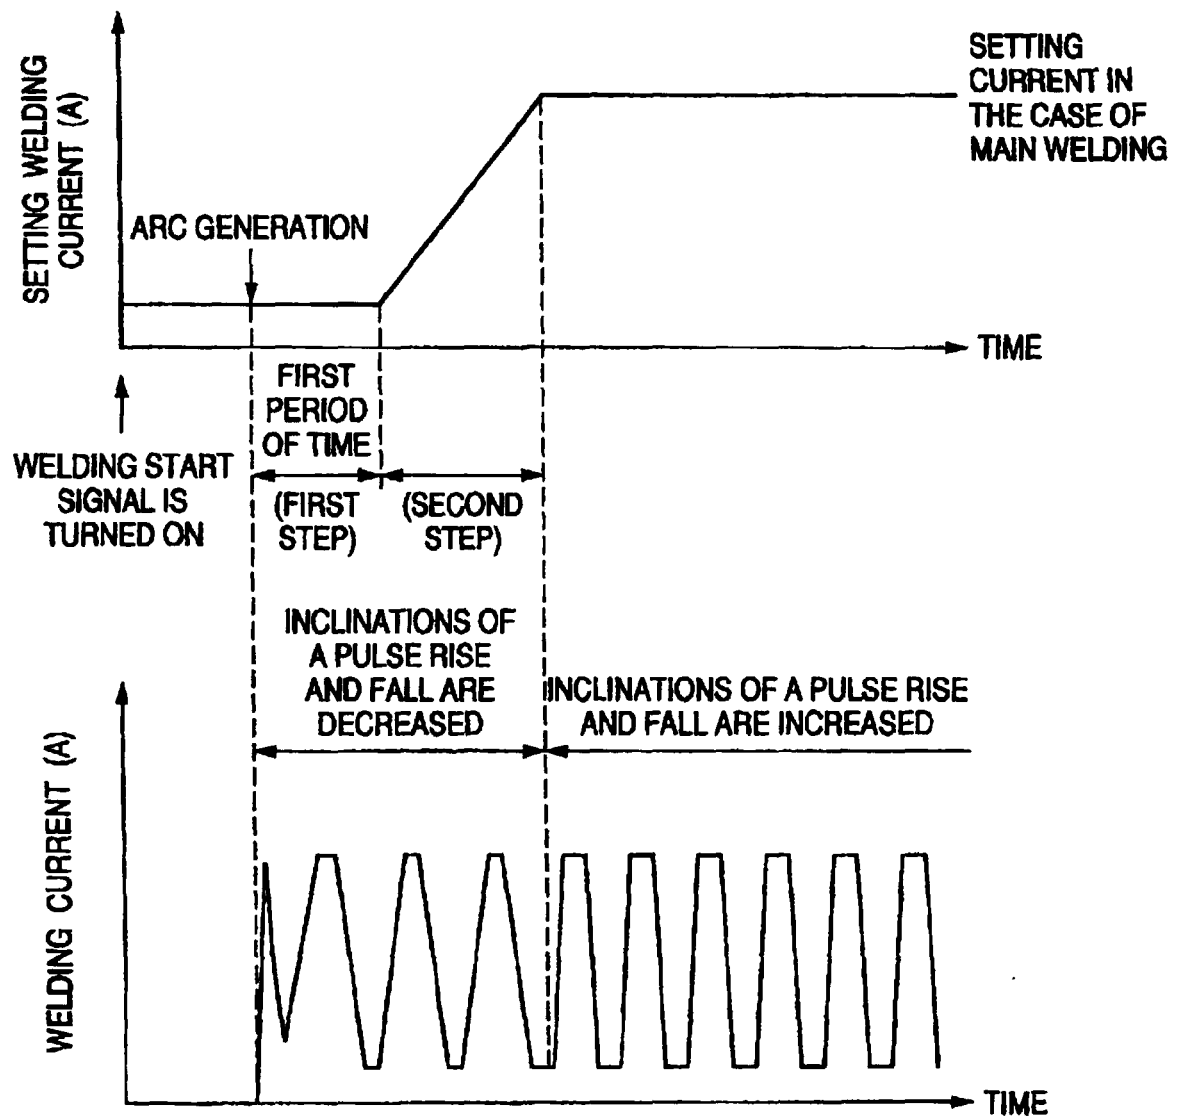 SETTING WELDING
CURRENT (A)
SETTING
CURRENT IN
THE CASE OF
MAIN WELDING
ARC GENERATION
TIME
FIRST
PERIOD
OF TIME
WELDING START
SIGNAL IS
TURNED ON
(FIRST
STEP)
(SECOND
STEP)
INCLINATIONS OF
A PULSE RISE
AND FALL ARE
DECREASED
INCLINATIONS OF A PULSE RISE
AND FALL ARE INCREASED
WELDING CURRENT (A)
TIME